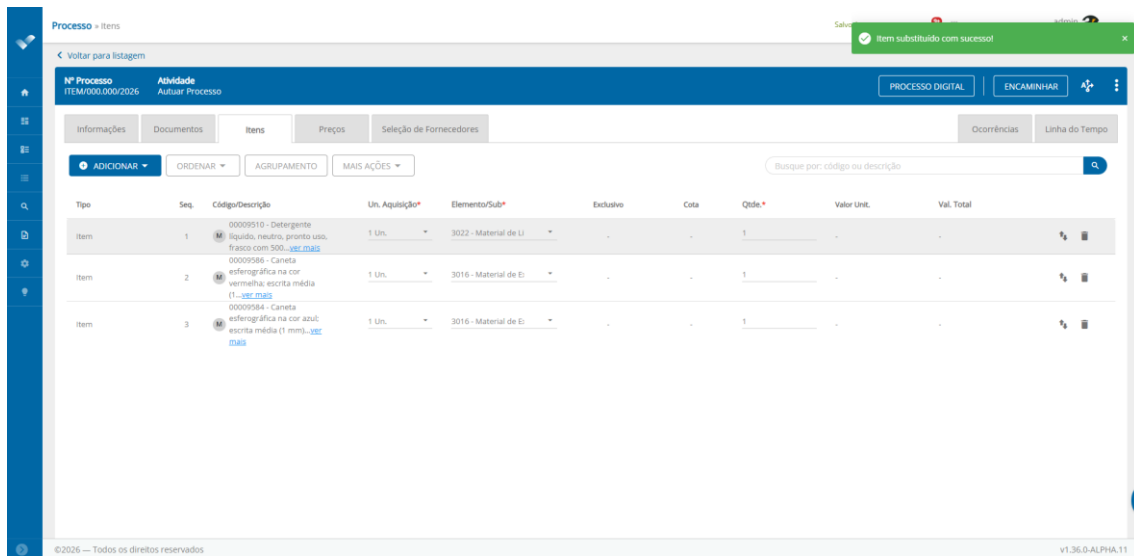 Processo » Itens
admin
Item substituído com sucesso!
×
Voltar para listagem
Nº Processo
ITEM/000.000/2026
Atividade
Autuar Processo
PROCESSO DIGITAL
ENCAMINHAR
Informações
Documentos
Itens
Preços
Seleção de Fornecedores
Ocorrências
Linha do Tempo
ADICIONAR
ORDENAR
AGRUPAMENTO
MAIS AÇÕES
Busque por: código ou descrição
Tipo Seq. Código/Descrição Un. Aquisição* Elemento/Sub* Exclusivo Cota Qtde.* Valor Unit. Val. Total
Item 1 M 00009510 - Detergente
líquido, neutro, pronto uso,
frasco com 500...ver mais
1 Un. 3022 - Material de Li - - 1 - -
Item 2 M 00009586 - Caneta
esferográfica na cor
vermelha; escrita média
(1...ver mais
1 Un. 3016 - Material de E: - - 1 - -
Item 3 M 00009584 - Caneta
esferográfica na cor azul;
escrita média (1 mm)...ver
mais
1 Un. 3016 - Material de E: - - 1 - -
©2026 — Todos os direitos reservados
v1.36.0-ALPHA.11